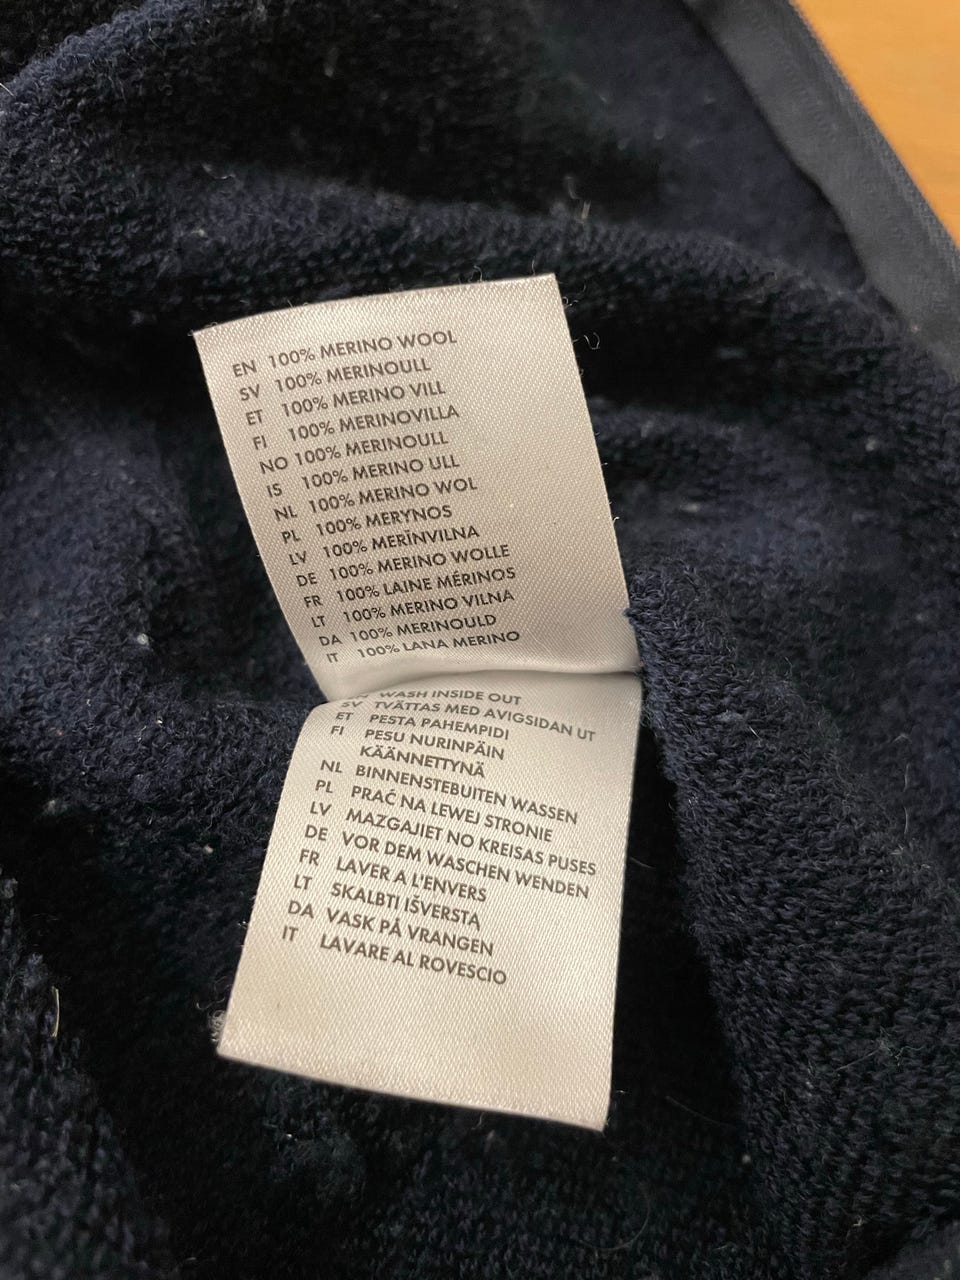 EN 100% MERINO WOOL
SV 100% MERINOULL
ET 100% MERINO VILL
FI 100% MERINOVILLA
NO 100% MERINOULL
IS 100% MERINO ULL
NL 100% MERINO WOL
PL 100% MERYNOS
LV 100% MERĪNVILNA
DE 100% MERINO WOLLE
FR 100% LAINE MÉRINOS
LT 100% MERINO VILNA
DA 100% MERINOULD
IT 100% LANA MERINO
WASH INSIDE OUT
SV TVÄTTAS MED AVIGSIDAN UT
ET PESTA PAHEMPIDI
FI PESU NURINPÄIN
KÄÄNNETTYNÄ
NL BINNENSTEBUITEN WASSEN
PL PRAĆ NA LEWEJ STRONIE
LV MAZGAJIET NO KREISAS PUSES
DE VOR DEM WASCHEN WENDEN
FR LAVER A L'ENVERS
LT SKALBTI IŠVERSTĄ
DA VASK PÅ VRANGEN
IT LAVARE AL ROVESCIO